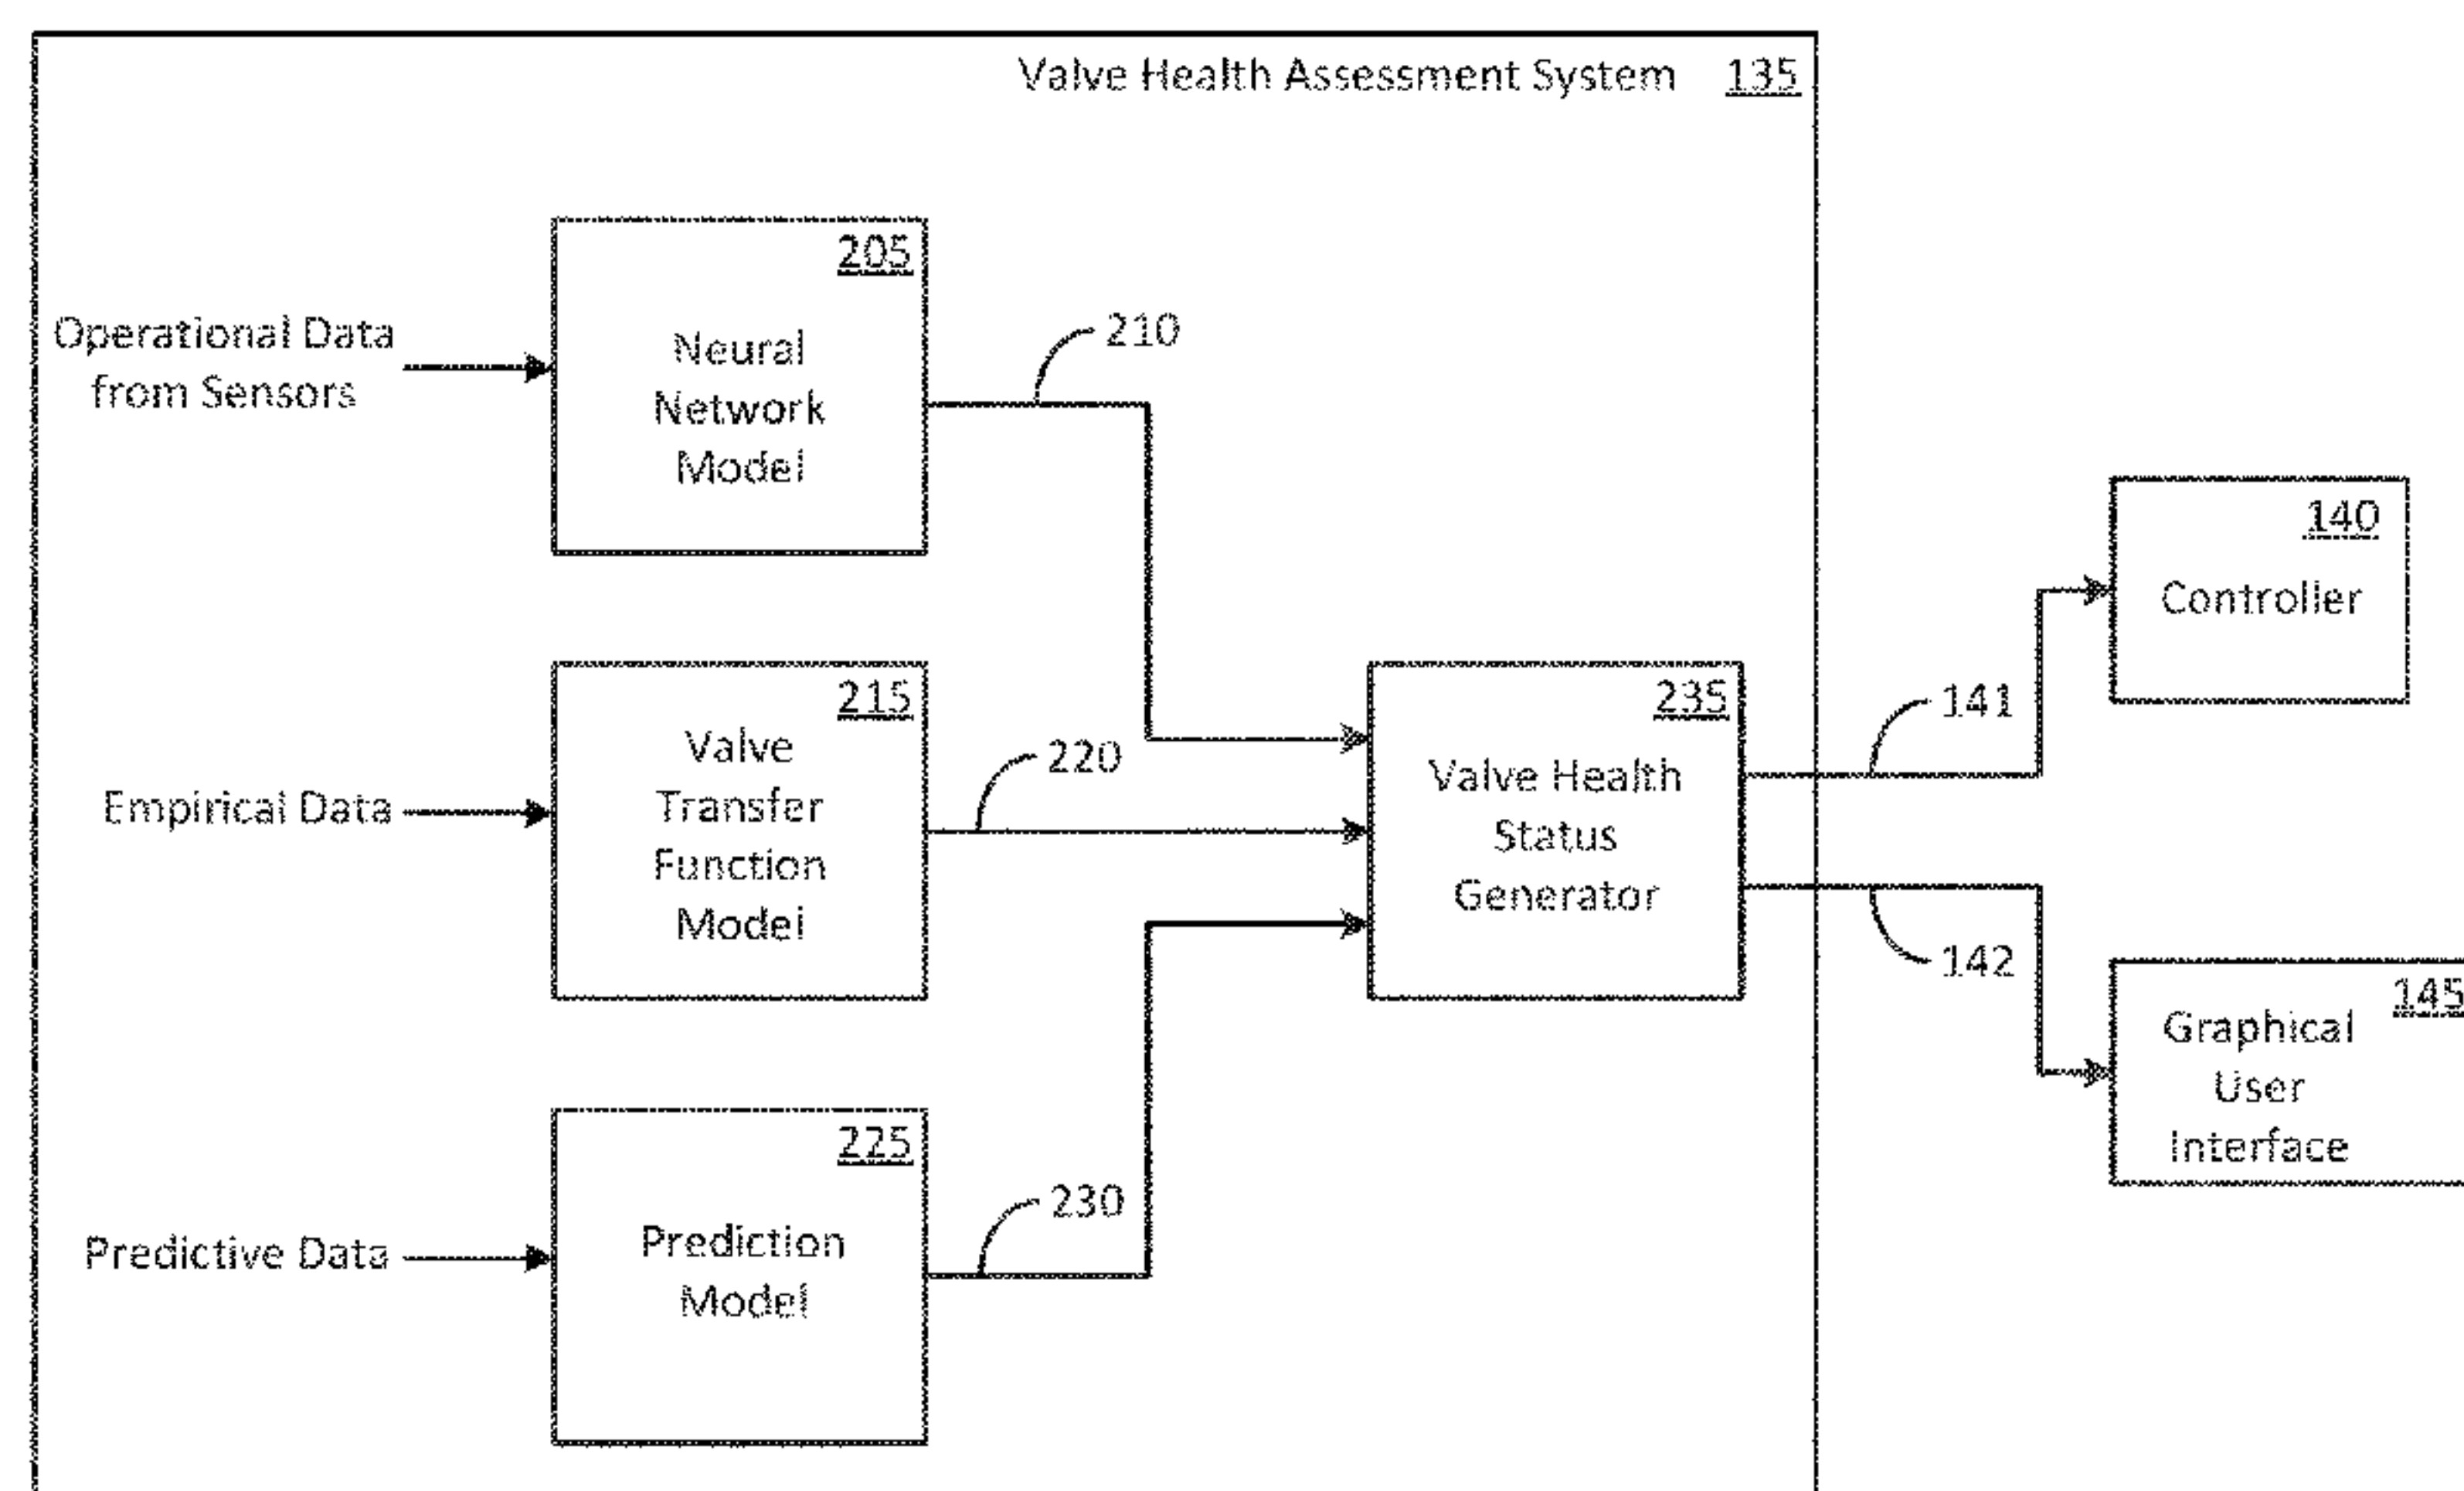 Valve Health Assessment System 135
205
Operational Data
from Sensors
Neural
Network
Model
210
140
Controller
215
Valve
Transfer
Function
Model
Empirical Data
220
235
Valve Health
Status
Generator
141
142
145
Graphical
User
Interface
225
Predictive Data
Prediction
Model
230